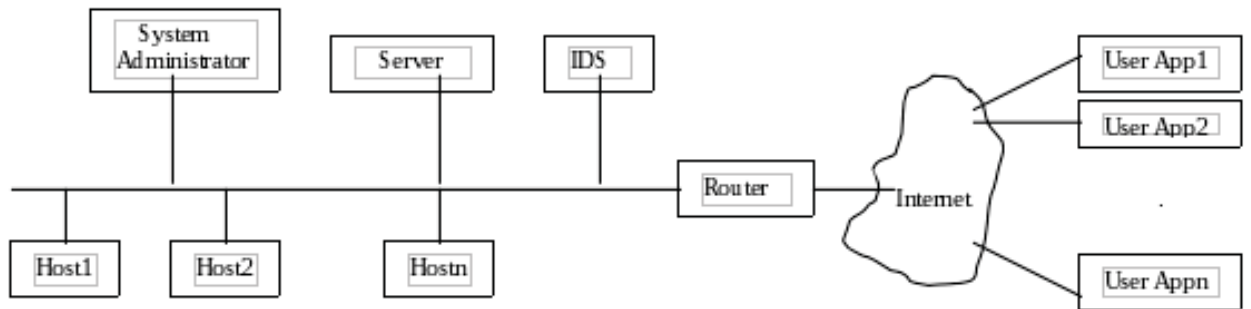 System
Administrator
Server
IDS
User App1
User App2
Router
Internet
.
Host1
Host2
Hostn
User Appn